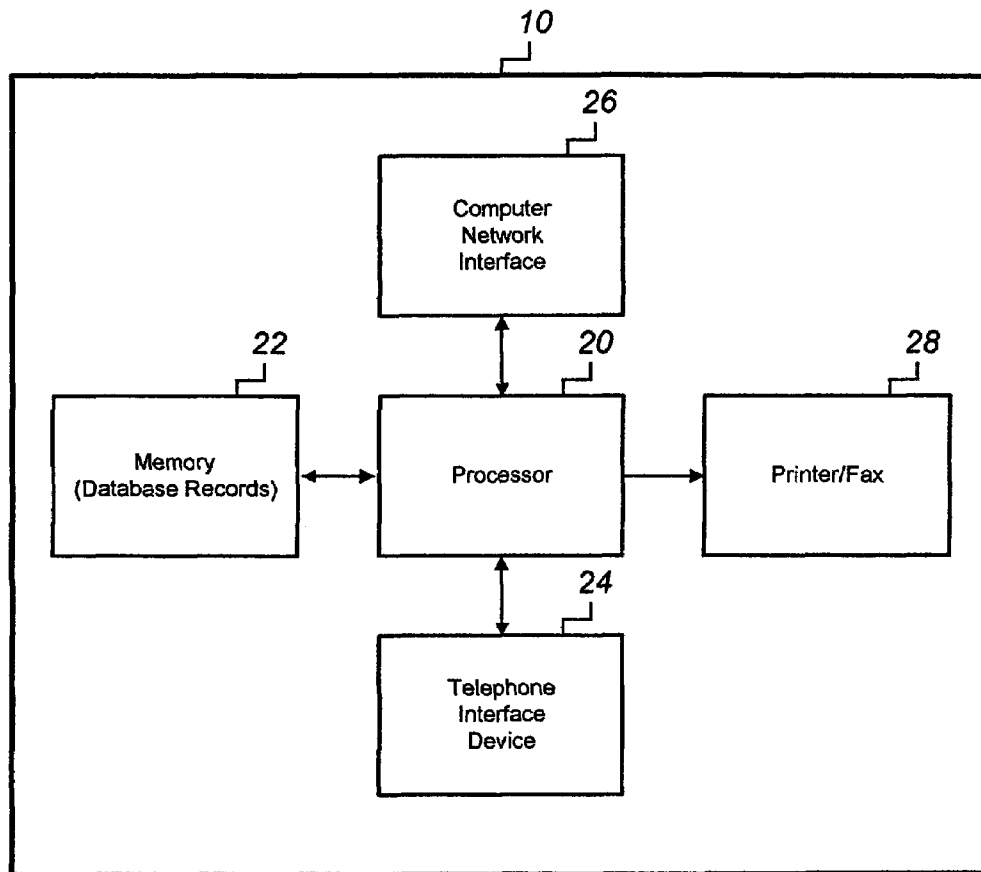 10
26
Computer
Network
Interface
22
20
28
Memory
(Database Records)
Processor
Printer/Fax
24
Telephone
Interface
Device